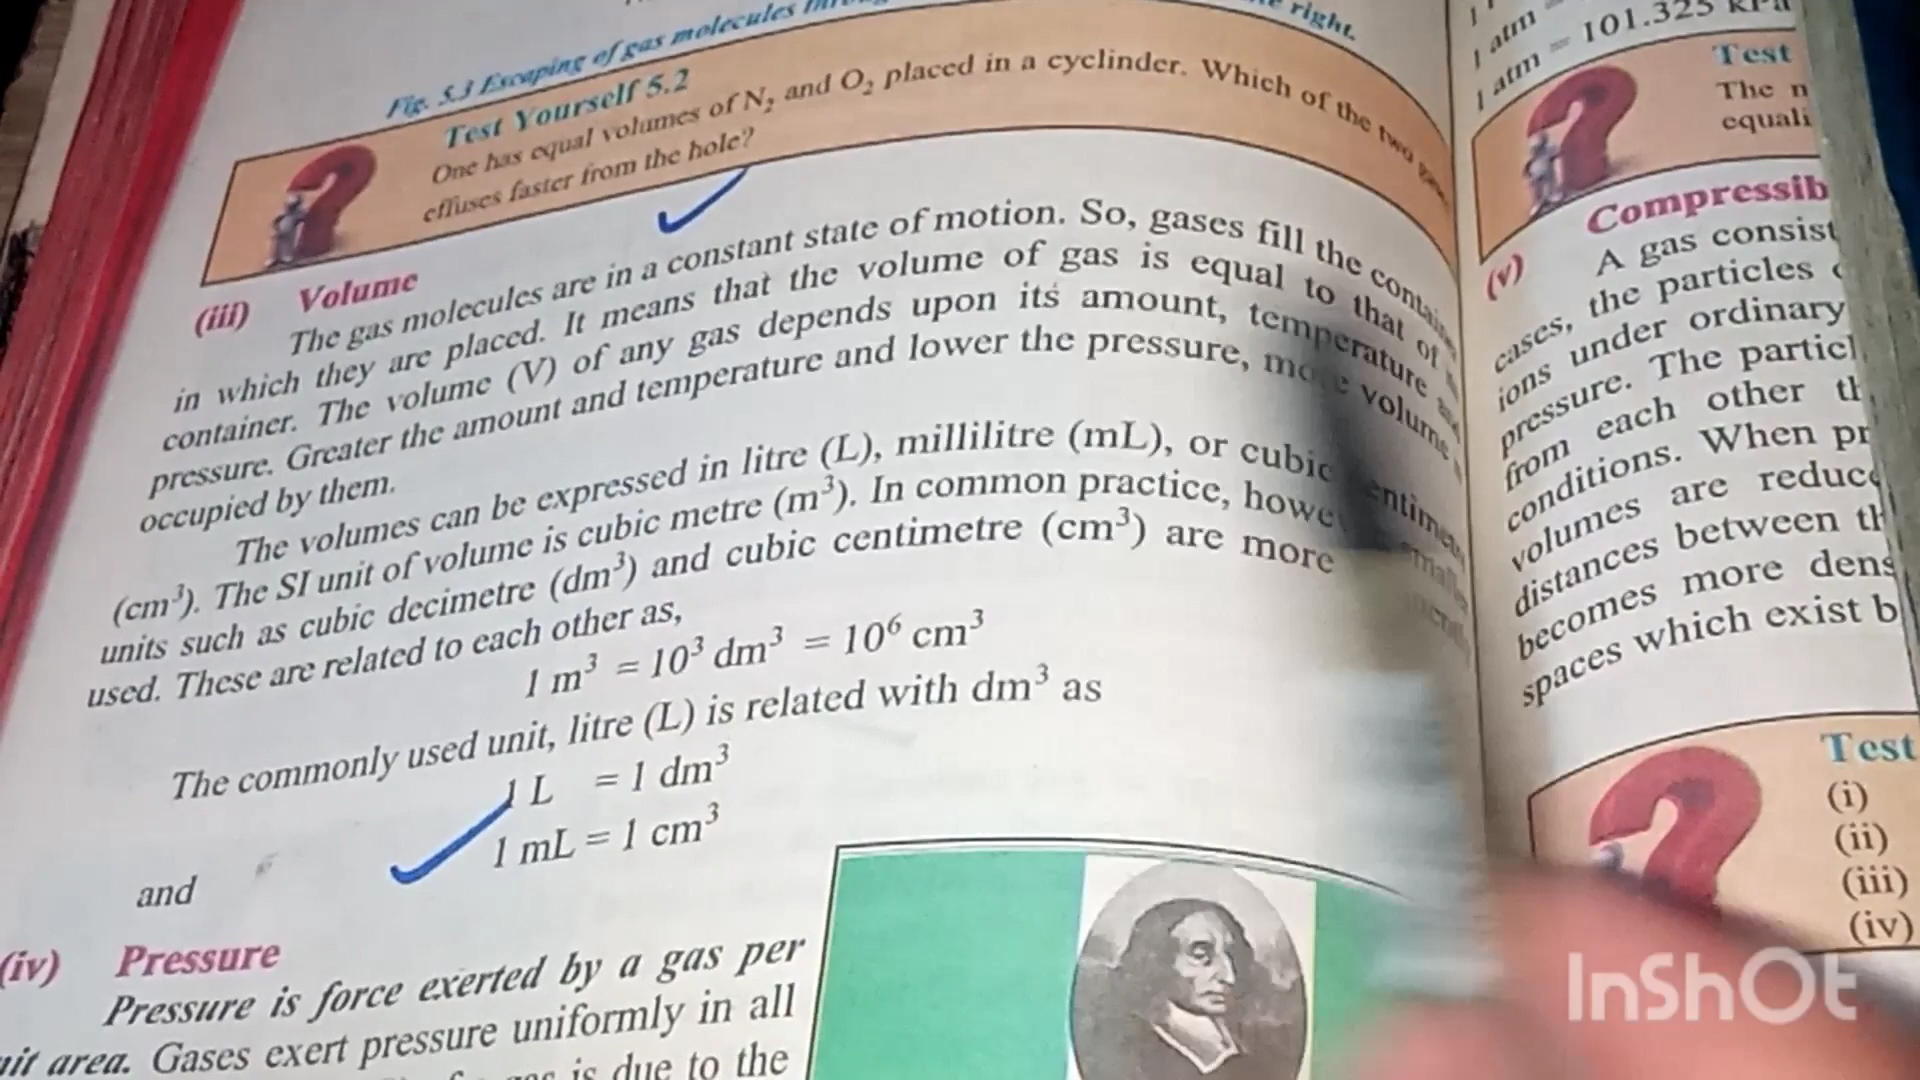 Fig. 5.3 Escaping of gas molecules
right.
Test Yourself 5.2
One has equal volumes of N₂ and O₂ placed in a cyclinder. Which of the two
effuses faster from the hole?
(iii) Volume
The gas molecules are in a constant state of motion. So, gases fill the
in which they are placed. It means that the volume of gas is equal to that of
container. The volume (V) of any gas depends upon its amount, temperature
pressure. Greater the amount and temperature and lower the pressure, more volume
occupied by them.
The volumes can be expressed in litre (L), millilitre (mL), or cubic
(cm³). The SI unit of volume is cubic metre (m³). In common practice,
units such as cubic decimetre (dm³) and cubic centimetre (cm³) are more
used. These are related to each other as,
1 m³ = 10³ dm³ = 10⁶ cm³
The commonly used unit, litre (L) is related with dm³ as
1 L = 1 dm³
and 1 mL = 1 cm³
(iv) Pressure
Pressure is force exerted by a gas per
area. Gases exert pressure uniformly in all
is due to the
1 atm
1 atm = 101.325 kPa
Test
The
(v) Compressib
A gas consist
cases, the particles
ions under ordinary
pressure. The particl
from each other
conditions. When pr
volumes are reduc
distances between
becomes more dens
spaces which exist b
Test
(i)
(ii)
(iii)
(iv)
InShOt